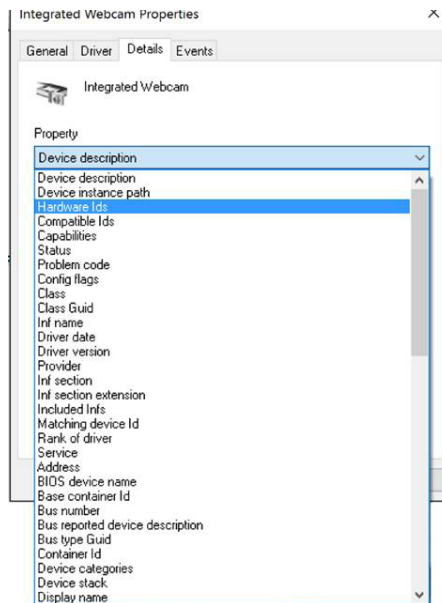 Integrated Webcam Properties
General Driver Details Events
Integrated Webcam
Property
Device description
Device description
Device instance path
Hardware Ids
Compatible Ids
Capabilities
Status
Problem code
Config flags
Class
Class Guid
Inf name
Driver date
Driver version
Provider
Inf section
Inf section extension
Included Infs
Matching device Id
Rank of driver
Service
Address
BIOS device name
Base container Id
Bus number
Bus reported device description
Bus type Guid
Container Id
Device categories
Device stack
Display name